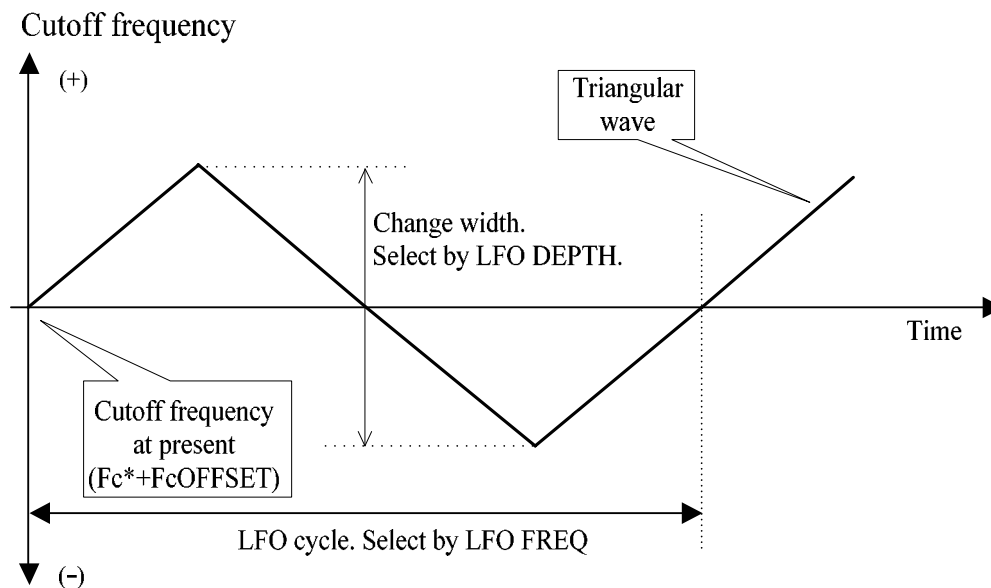 Cutoff frequency
(+)
Triangular
wave
Change width.
Select by LFO DEPTH.
Time
Cutoff frequency
at present
(Fc*+FcOFFSET)
LFO cycle. Select by LFO FREQ
(−)